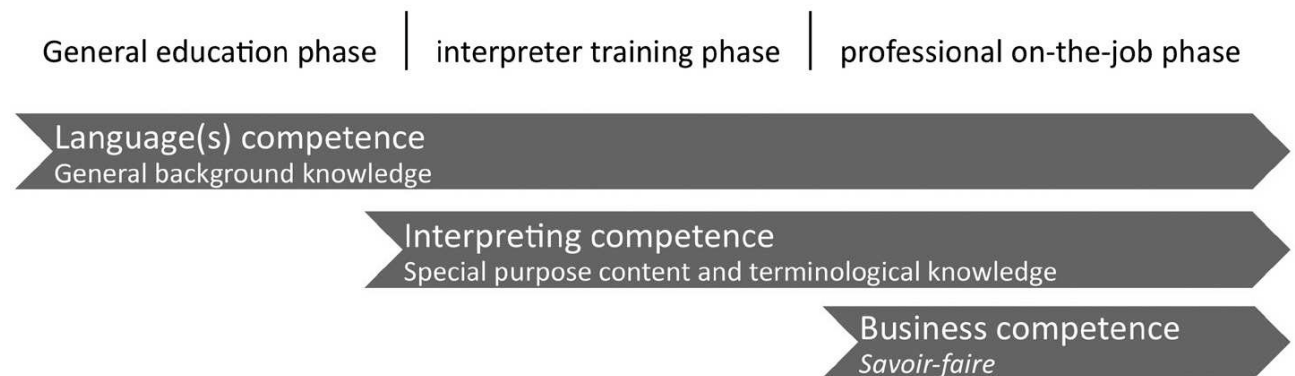 General education phase | interpreter training phase | professional on-the-job phase
Language(s) competence
General background knowledge
Interpreting competence
Special purpose content and terminological knowledge
Business competence
Savoir-faire